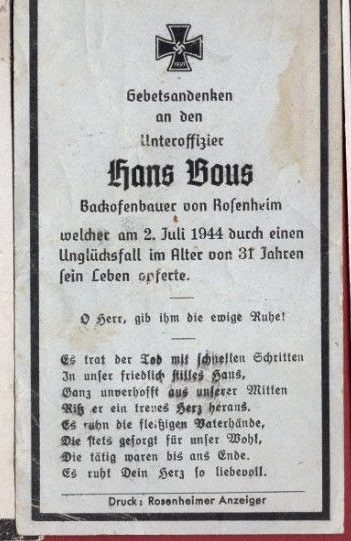 Gebetsandenken
an den
Unteroffizier
Hans Bous
Backofenbauer von Rosenheim
welcher am 2. Juli 1944 durch einen
Unglücksfall im Alter von 31 Jahren
sein Leben opferte.
O Herr, gib ihm die ewige Ruhe!
Es trat der Tod mit schnellen Schritten
In unser friedlich stilles Haus,
Ganz unverhofft aus unserer Mitten
Riß er ein treues Herz heraus.
Es ruhn die fleißigen Vaterhände,
Die stets gesorgt für unser Wohl,
Die tätig waren bis ans Ende.
Es ruht Dein Herz so liebevoll.
Druck: Rosenheimer Anzeiger